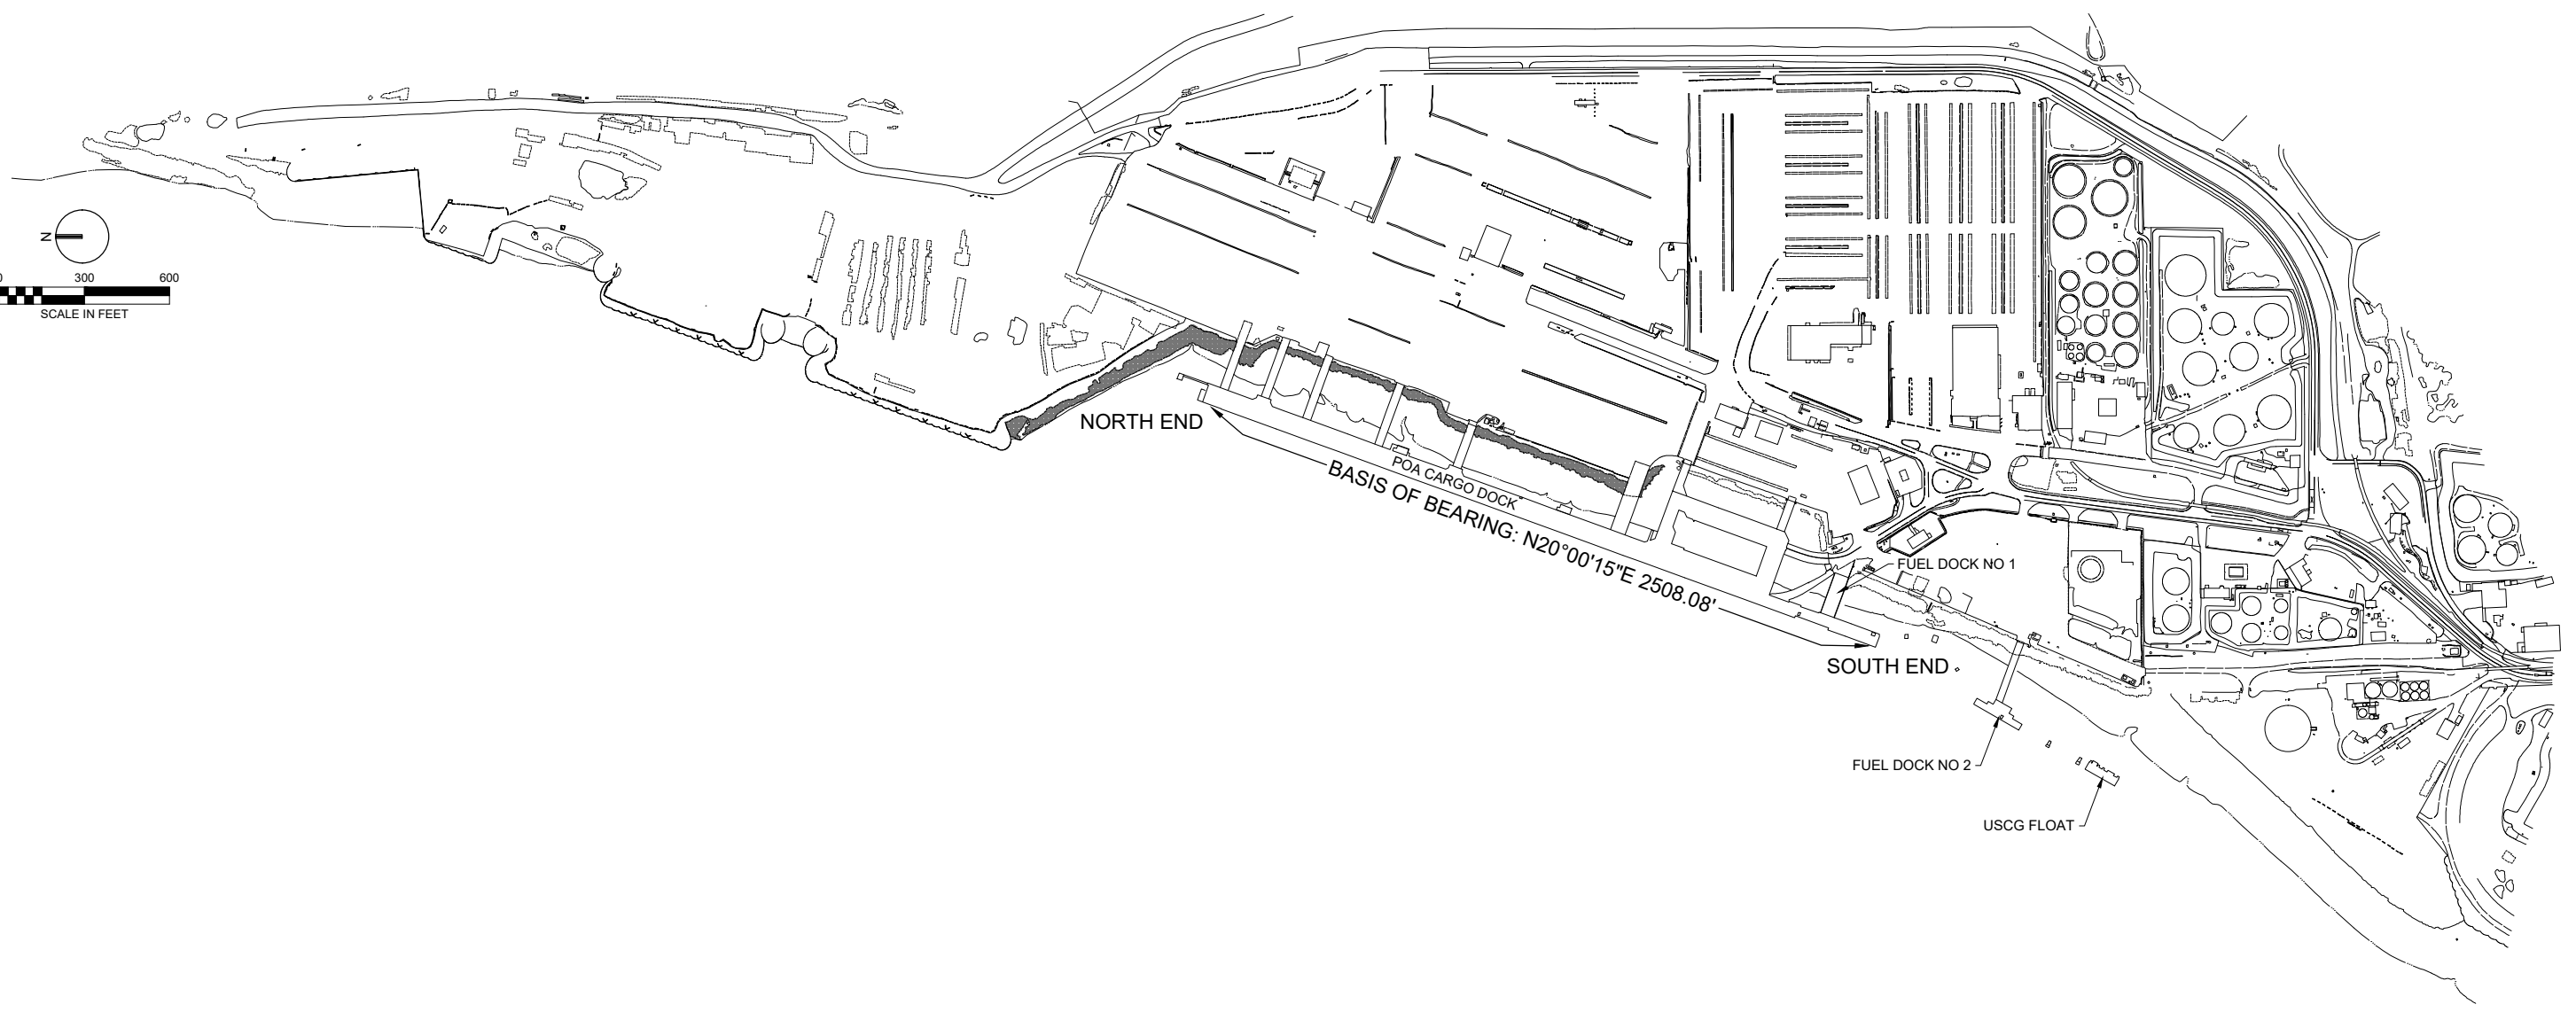 N
0 300 600
SCALE IN FEET
NORTH END
POA CARGO DOCK
BASIS OF BEARING: N20°00'15"E 2508.08'
FUEL DOCK NO 1
SOUTH END
FUEL DOCK NO 2
USCG FLOAT